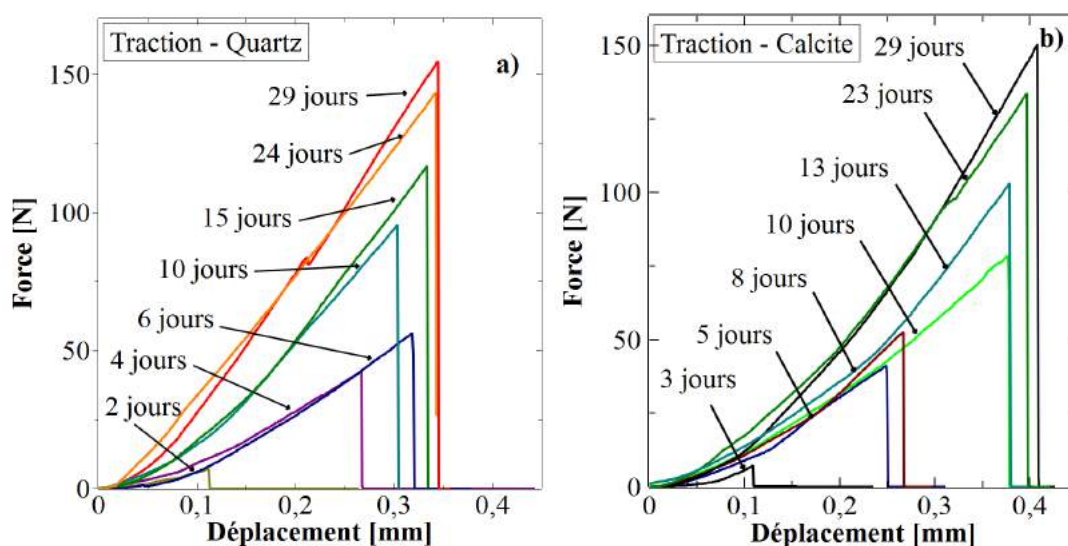 Traction - Quartz
a)
29 jours
24 jours
15 jours
10 jours
6 jours
4 jours
2 jours
150
100
50
0
Force [N]
0
0,1
0,2
0,3
0,4
Déplacement [mm]
Traction - Calcite
b)
29 jours
23 jours
13 jours
10 jours
8 jours
5 jours
3 jours
150
100
50
0
Force [N]
0
0,1
0,2
0,3
0,4
Déplacement [mm]